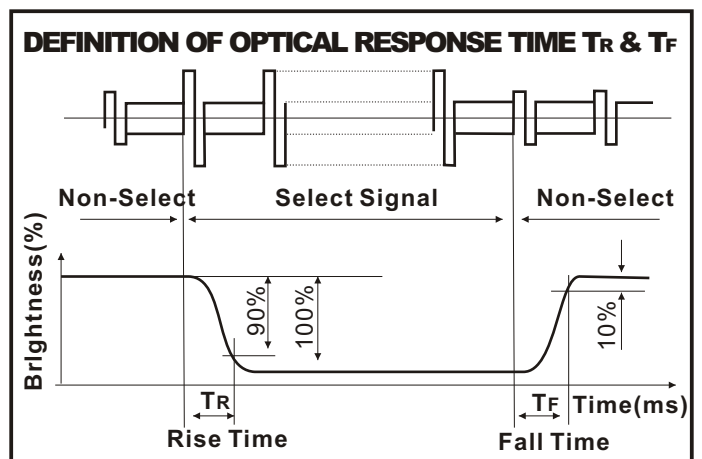 DEFINITION OF OPTICAL RESPONSE TIME TR & TF
Non-Select
Select Signal
Non-Select
Brightness(%)
90%
100%
10%
TR
TF
Time(ms)
Rise Time
Fall Time